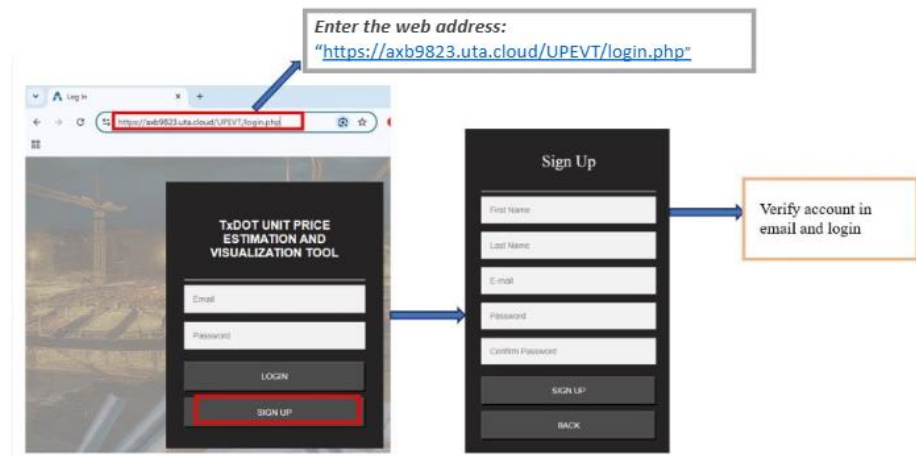 Enter the web address:
“https://axb9823.uta.cloud/UPEVT/login.php”
Log In
https://axb9823.uta.cloud/UPEVT/login.php
TxDOT UNIT PRICE
ESTIMATION AND
VISUALIZATION TOOL
Email
Password
LOGIN
SIGN UP
Sign Up
First Name
Last Name
E-mail
Password
Confirm Password
SIGN UP
BACK
Verify account in
email and login